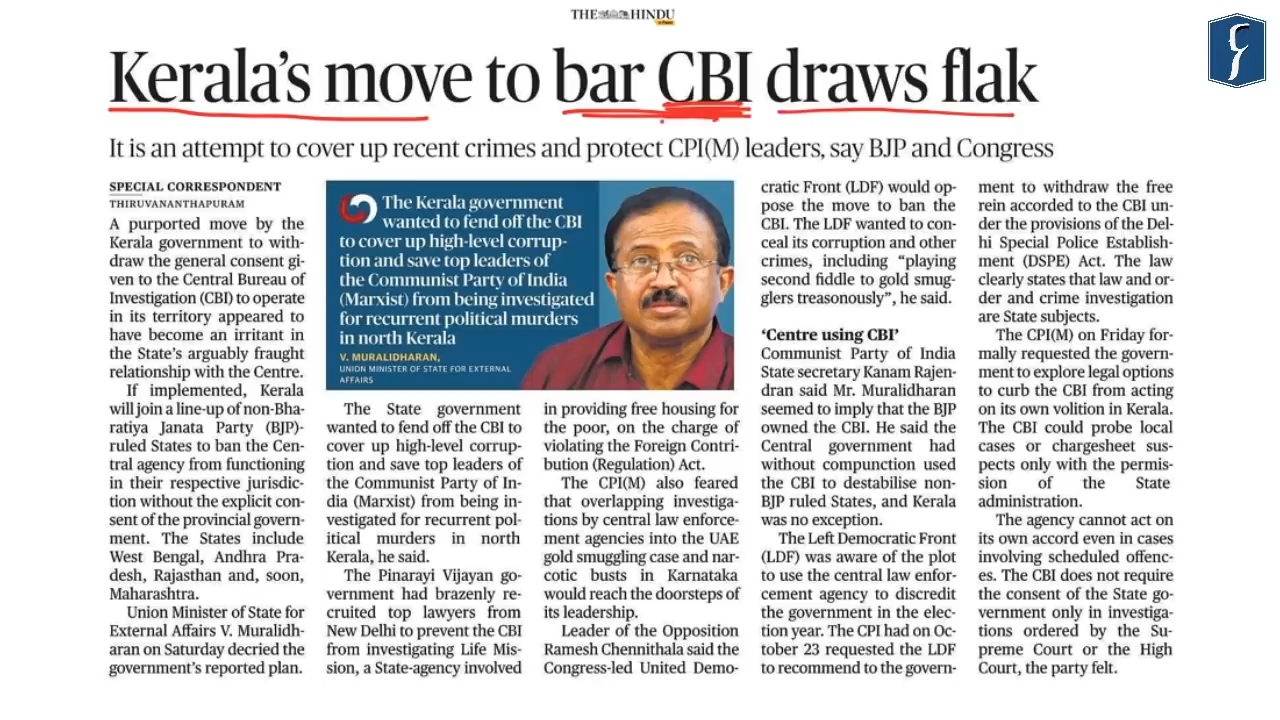 THE HINDU
Kerala's move to bar CBI draws flak
It is an attempt to cover up recent crimes and protect CPI(M) leaders, say BJP and Congress
SPECIAL CORRESPONDENT
THIRUVANANTHAPURAM
A purported move by the
Kerala government to with-
draw the general consent gi-
ven to the Central Bureau of
Investigation (CBI) to operate
in its territory appeared to
have become an irritant in
the State's arguably fraught
relationship with the Centre.
If implemented, Kerala
will join a line-up of non-Bha-
ratiya Janata Party (BJP)-
ruled States to ban the Cen-
tral agency from functioning
in their respective jurisdic-
tion without the explicit con-
sent of the provincial govern-
ment. The States include
West Bengal, Andhra Pra-
desh, Rajasthan and, soon,
Maharashtra.
Union Minister of State for
External Affairs V. Muralidh-
aran on Saturday decried the
government's reported plan.
The Kerala government
wanted to fend off the CBI
to cover up high-level corrup-
tion and save top leaders of
the Communist Party of India
(Marxist) from being investigated
for recurrent political murders
in north Kerala
V. MURALIDHARAN,
UNION MINISTER OF STATE FOR EXTERNAL
AFFAIRS
The State government
wanted to fend off the CBI to
cover up high-level corrup-
tion and save top leaders of
the Communist Party of In-
dia (Marxist) from being in-
vestigated for recurrent pol-
itical murders in north
Kerala, he said.
The Pinarayi Vijayan go-
vernment had brazenly re-
cruited top lawyers from
New Delhi to prevent the CBI
from investigating Life Mis-
sion, a State-agency involved
in providing free housing for
the poor, on the charge of
violating the Foreign Contri-
bution (Regulation) Act.
The CPI(M) also feared
that overlapping investiga-
tions by central law enforce-
ment agencies into the UAE
gold smuggling case and nar-
cotic busts in Karnataka
would reach the doorsteps of
its leadership.
Leader of the Opposition
Ramesh Chennithala said the
Congress-led United Demo-
cratic Front (LDF) would op-
pose the move to ban the
CBI. The LDF wanted to con-
ceal its corruption and other
crimes, including “playing
second fiddle to gold smug-
glers treasonously”, he said.
‘Centre using CBI’
Communist Party of India
State secretary Kanam Rajen-
dran said Mr. Muralidharan
seemed to imply that the BJP
owned the CBI. He said the
Central government had
without compunction used
the CBI to destabilise non-
BJP ruled States, and Kerala
was no exception.
The Left Democratic Front
(LDF) was aware of the plot
to use the central law enfor-
cement agency to discredit
the government in the elec-
tion year. The CPI had on Oc-
tober 23 requested the LDF
to recommend to the govern-
ment to withdraw the free
rein accorded to the CBI un-
der the provisions of the Del-
hi Special Police Establish-
ment (DSPE) Act. The law
clearly states that law and or-
der and crime investigation
are State subjects.
The CPI(M) on Friday for-
mally requested the govern-
ment to explore legal options
to curb the CBI from acting
on its own volition in Kerala.
The CBI could probe local
cases or chargesheet sus-
pects only with the permis-
sion of the State
administration.
The agency cannot act on
its own accord even in cases
involving scheduled offenc-
es. The CBI does not require
the consent of the State go-
vernment only in investiga-
tions ordered by the Su-
preme Court or the High
Court, the party felt.